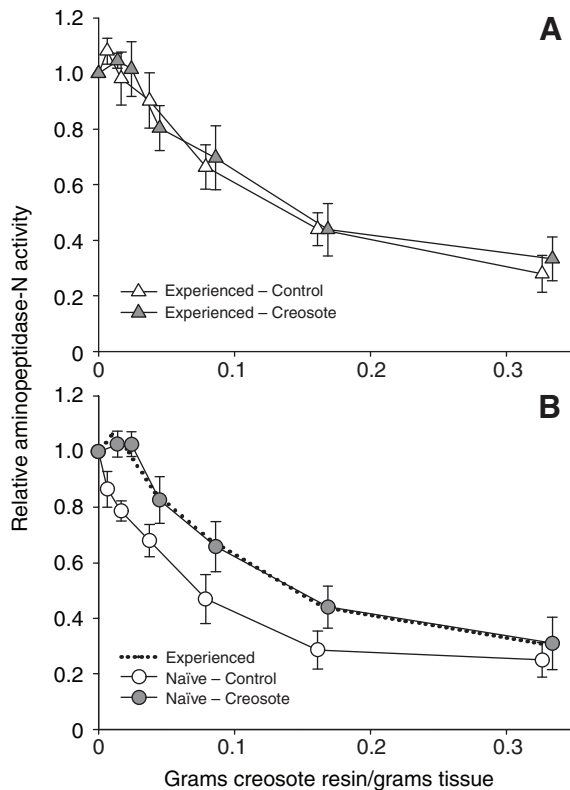 Relative aminopeptidase-N activity
A
1.2
1.0
0.8
0.6
0.4
0.2
0
Experienced – Control
Experienced – Creosote
0 0.1 0.2 0.3
B
1.2
1.0
0.8
0.6
0.4
0.2
0
Experienced
Naïve – Control
Naïve – Creosote
0 0.1 0.2 0.3
Grams creosote resin/grams tissue